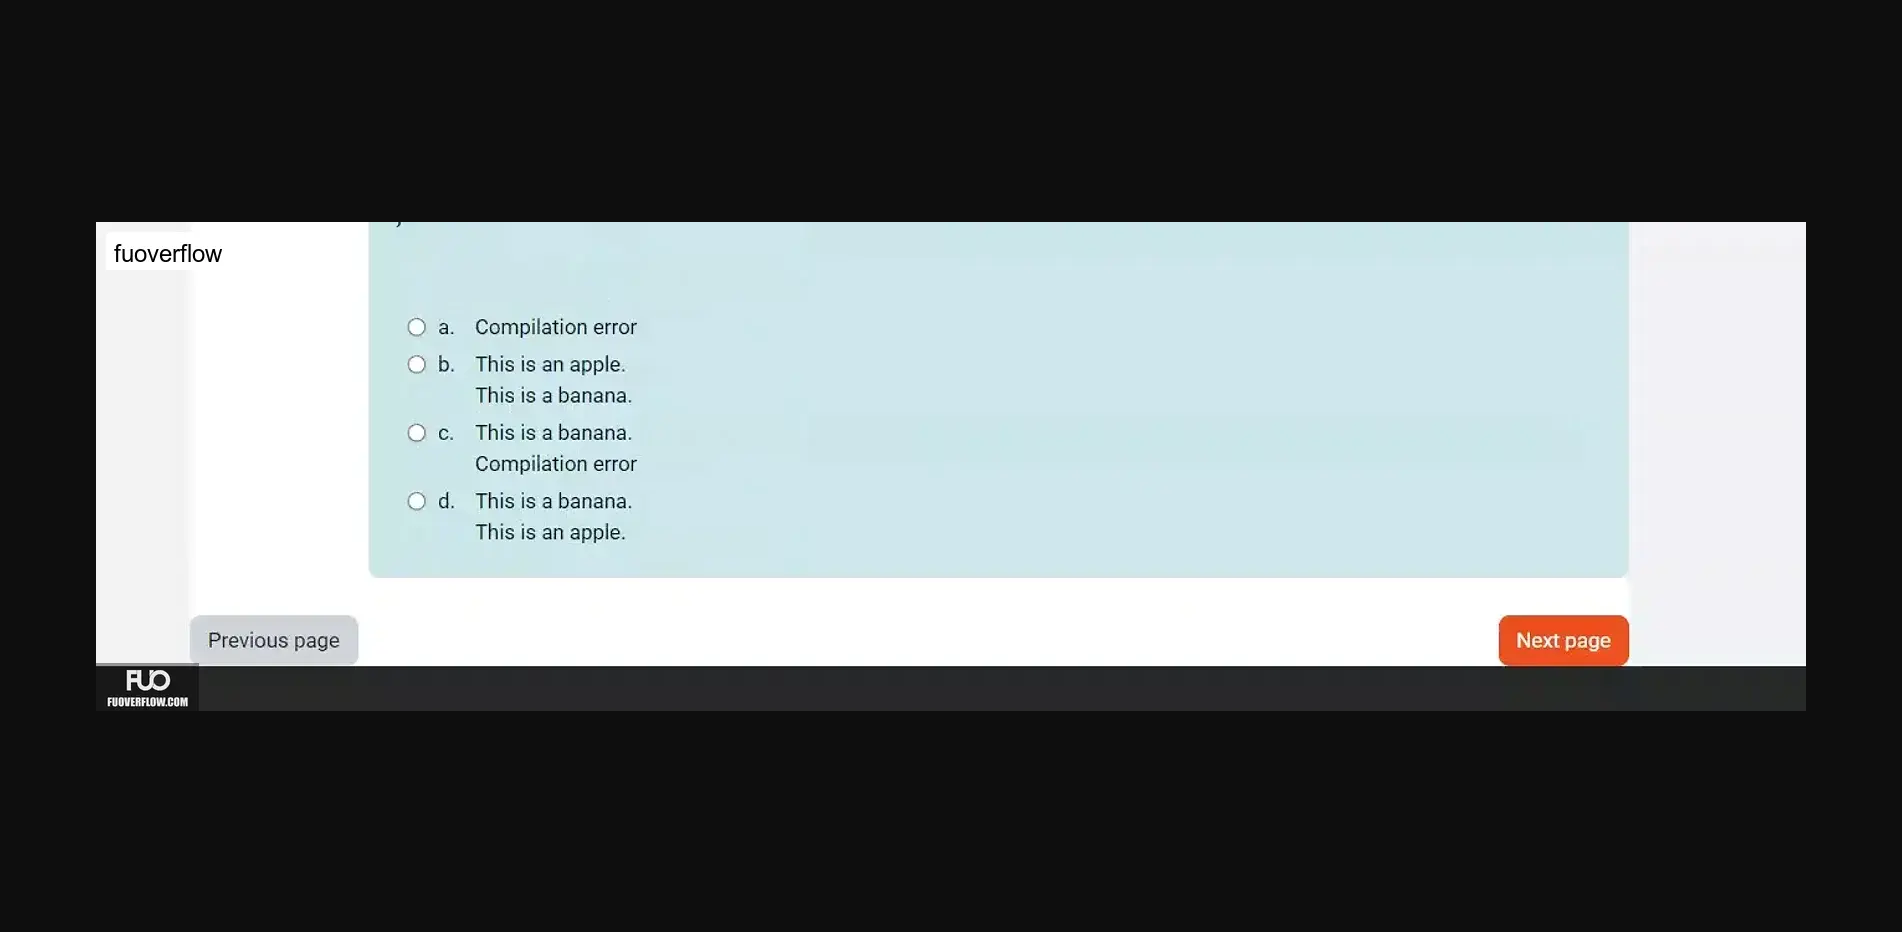 fuoverflow
a. Compilation error
b. This is an apple.
This is a banana.
c. This is a banana.
Compilation error
d. This is a banana.
This is an apple.
Previous page
Next page
FUO
FUOVERFLOW.COM